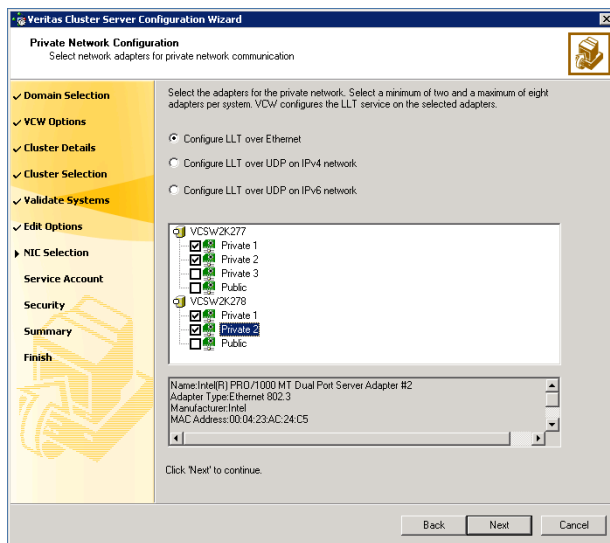 Veritas Cluster Server Configuration Wizard
Private Network Configuration
Select network adapters for private network communication
Domain Selection
VCW Options
Cluster Details
Cluster Selection
Validate Systems
Edit Options
NIC Selection
Service Account
Security
Summary
Finish
Select the adapters for the private network. Select a minimum of two and a maximum of eight
adapters per system. VCW configures the LLT service on the selected adapters.
Configure LLT over Ethernet
Configure LLT over UDP on IPv4 network
Configure LLT over UDP on IPv6 network
VCSW2K277
Private 1
Private 2
Private 3
Public
VCSW2K278
Private 1
Private 2
Public
Name:Intel(R) PRO/1000 MT Dual Port Server Adapter #2
Adapter Type:Ethernet 802.3
Manufacturer:Intel
MAC Address:00:04:23:AC:24:C5
Click 'Next' to continue.
Back
Next
Cancel